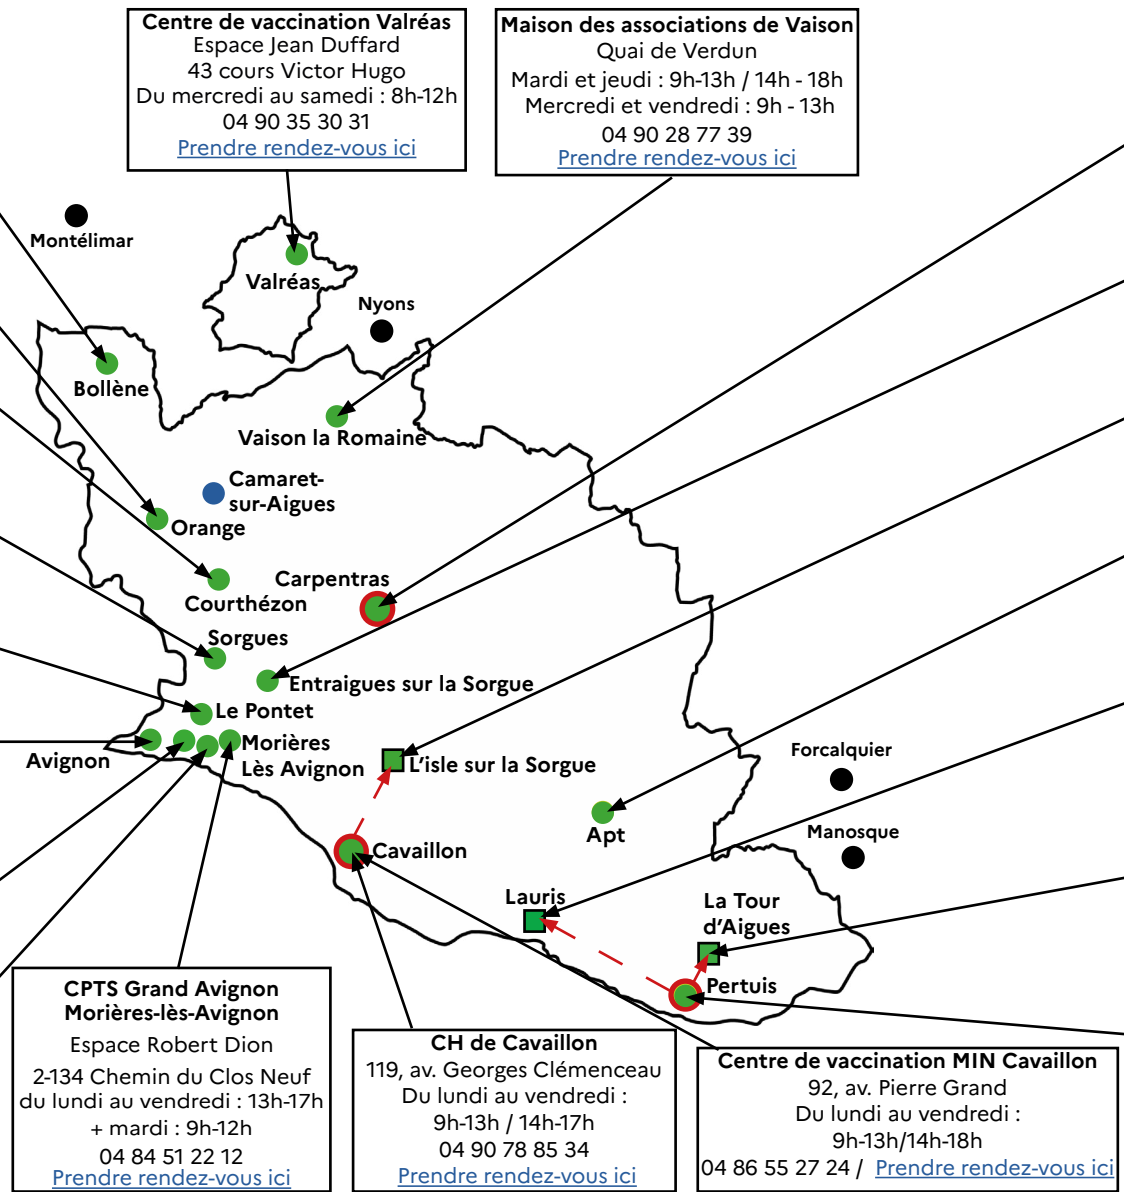 Centre de vaccination Valréas
Espace Jean Duffard
43 cours Victor Hugo
Du mercredi au samedi : 8h-12h
04 90 35 30 31
Prendre rendez-vous ici
Maison des associations de Vaison
Quai de Verdun
Mardi et jeudi : 9h-13h / 14h - 18h
Mercredi et vendredi : 9h - 13h
04 90 28 77 39
Prendre rendez-vous ici
Montélimar
Valréas
Nyons
Bollène
Vaison la Romaine
Camaret-
sur-Aigues
Orange
Carpentras
Courthézon
Sorgues
Entraigues sur la Sorgue
Le Pontet
Avignon
Morières
Lès Avignon
L'isle sur la Sorgue
Forcalquier
Apt
Manosque
Cavaillon
Lauris
La Tour
d'Aigues
Pertuis
CPTS Grand Avignon
Morières-lès-Avignon
Espace Robert Dion
2-134 Chemin du Clos Neuf
du lundi au vendredi : 13h-17h
+ mardi : 9h-12h
04 84 51 22 12
Prendre rendez-vous ici
CH de Cavaillon
119, av. Georges Clémenceau
Du lundi au vendredi :
9h-13h / 14h-17h
04 90 78 85 34
Prendre rendez-vous ici
Centre de vaccination MIN Cavaillon
92, av. Pierre Grand
Du lundi au vendredi :
9h-13h/14h-18h
04 86 55 27 24 / Prendre rendez-vous ici